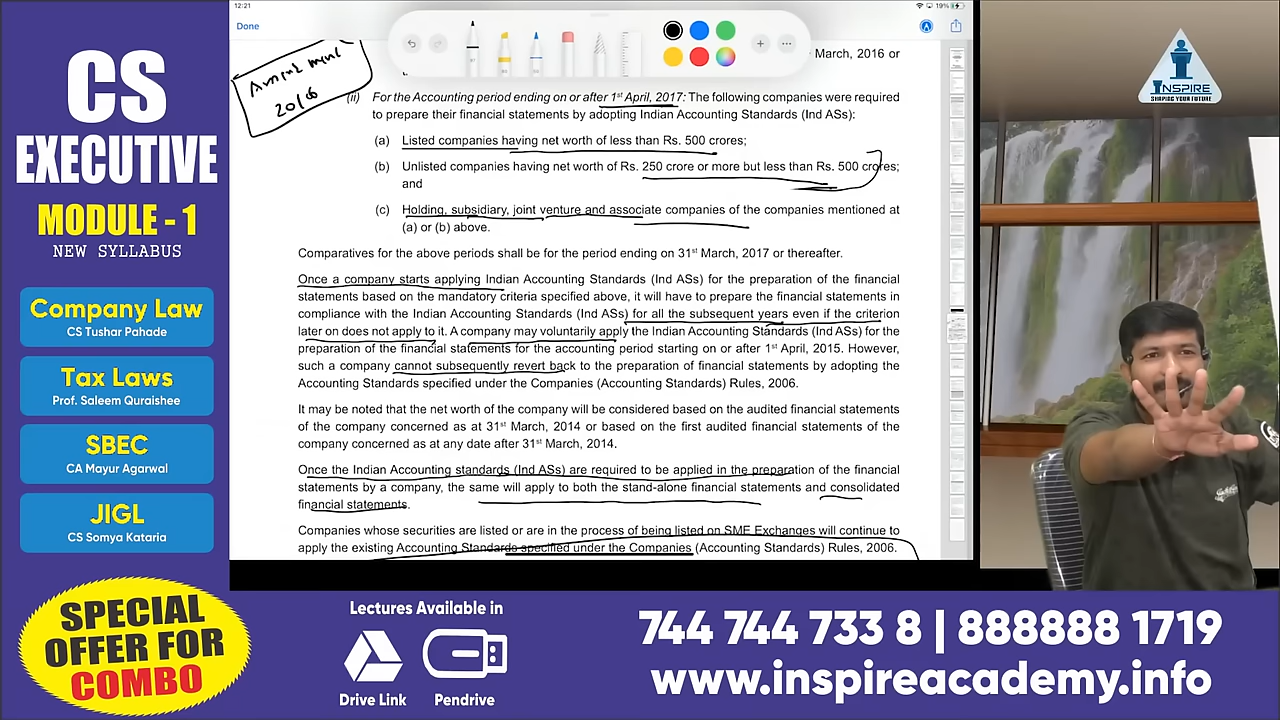 CS
EXECUTIVE
MODULE - 1
NEW SYLLABUS
Company Law
CS Tushar Pahade
Tax Laws
Prof. Saleem Quraishee
SBEC
CA Mayur Agarwal
JIGL
CS Somya Kataria
SPECIAL
OFFER FOR
COMBO
12:21
19%
Done
2016
March, 2016 or
(ii) For the Accounting period ending on or after 1st April, 2017: The following companies were required
to prepare their financial statements by adopting Indian Accounting Standards (Ind ASs):
(a) Listed companies having net worth of less than Rs. 500 crores;
(b) Unlisted companies having net worth of Rs. 250 crore or more but less than Rs. 500 crores;
and
(c) Holding, subsidiary, joint venture and associate companies of the companies mentioned at
(a) or (b) above.
Comparatives for the above periods shall be for the period ending on 31st March, 2017 or thereafter.
Once a company starts applying Indian Accounting Standards (Ind ASs) for the preparation of the financial
statements based on the mandatory criteria specified above, it will have to prepare the financial statements in
compliance with the Indian Accounting Standards (Ind ASs) for all the subsequent years even if the criterion
later on does not apply to it. A company may voluntarily apply the Indian Accounting Standards (Ind ASs) for the
preparation of the financial statements for the accounting period starting on or after 1st April, 2015. However,
such a company cannot subsequently revert back to the preparation of financial statements by adopting the
Accounting Standards specified under the Companies (Accounting Standards) Rules, 2006.
It may be noted that the net worth of the company will be considered based on the audited financial statements
of the company concerned as at 31st March, 2014 or based on the first audited financial statements of the
company concerned as at any date after 31st March, 2014.
Once the Indian Accounting standards (Ind ASs) are required to be applied in the preparation of the financial
statements by a company, the same will apply to both the stand-alone financial statements and consolidated
financial statements.
Companies whose securities are listed or are in the process of being listed on SME Exchanges will continue to
apply the existing Accounting Standards specified under the Companies (Accounting Standards) Rules, 2006.
INSPIRE
SHAPING YOUR FUTURE
Lectures Available in
Drive Link
Pendrive
744 744 733 8 | 888888 1719
www.inspireacademy.info